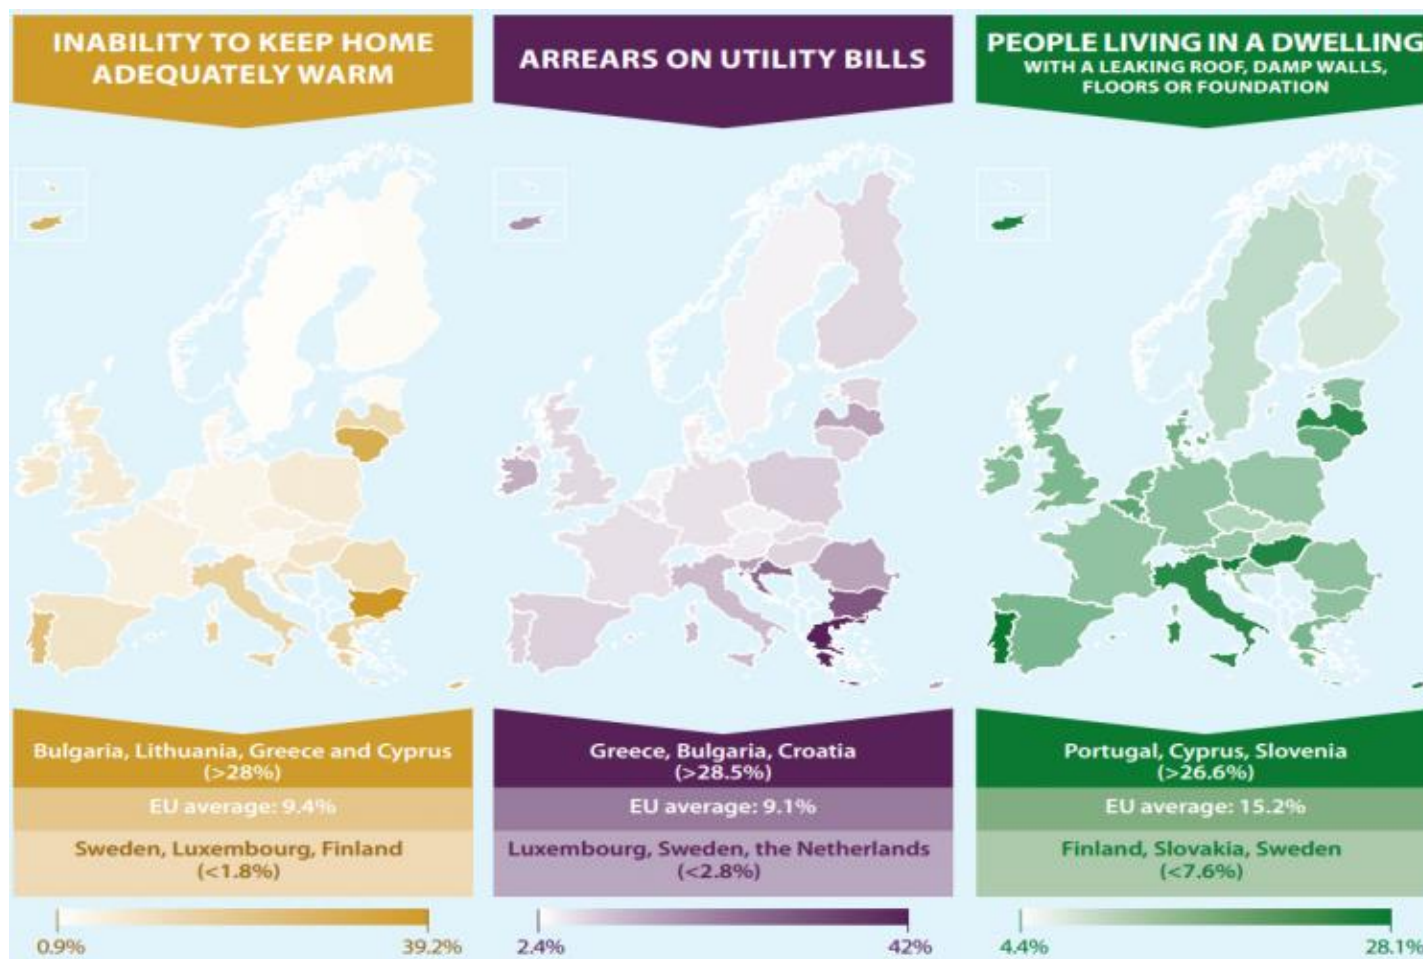 INABILITY TO KEEP HOME
ADEQUATELY WARM
Bulgaria, Lithuania, Greece and Cyprus
(>28%)
EU average: 9.4%
Sweden, Luxembourg, Finland
(<1.8%)
0.9%
39.2%
ARREARS ON UTILITY BILLS
Greece, Bulgaria, Croatia
(>28.5%)
EU average: 9.1%
Luxembourg, Sweden, the Netherlands
(<2.8%)
2.4%
42%
PEOPLE LIVING IN A DWELLING
WITH A LEAKING ROOF, DAMP WALLS,
FLOORS OR FOUNDATION
Portugal, Cyprus, Slovenia
(>26.6%)
EU average: 15.2%
Finland, Slovakia, Sweden
(<7.6%)
4.4%
28.1%